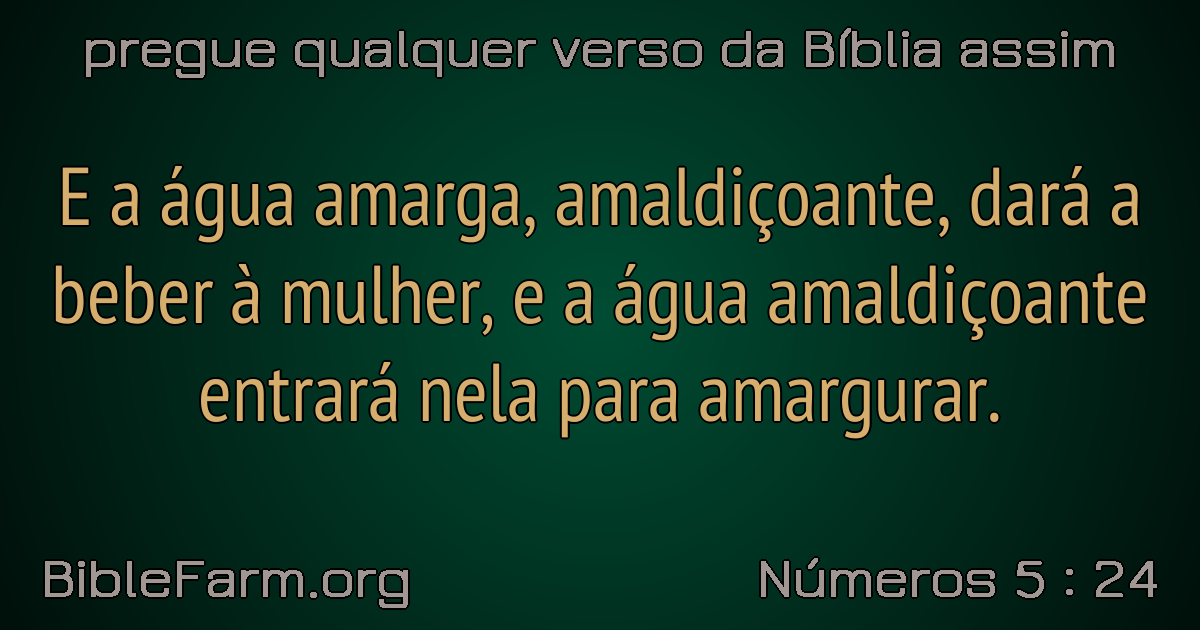 pregue qualquer verso da Bíblia assim
E a água amarga, amaldiçoante, dará a
beber à mulher, e a água amaldiçoante
entrará nela para amargurar.
BibleFarm.org
Números 5 : 24